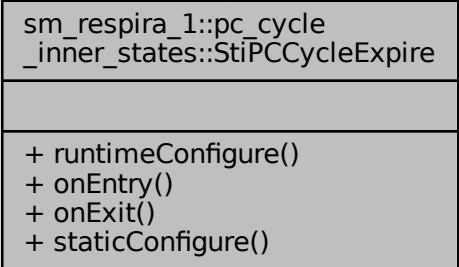 sm_respira_1::pc_cycle
_inner_states::StiPCCycleExpire
+ runtimeConfigure()
+ onEntry()
+ onExit()
+ staticConfigure()